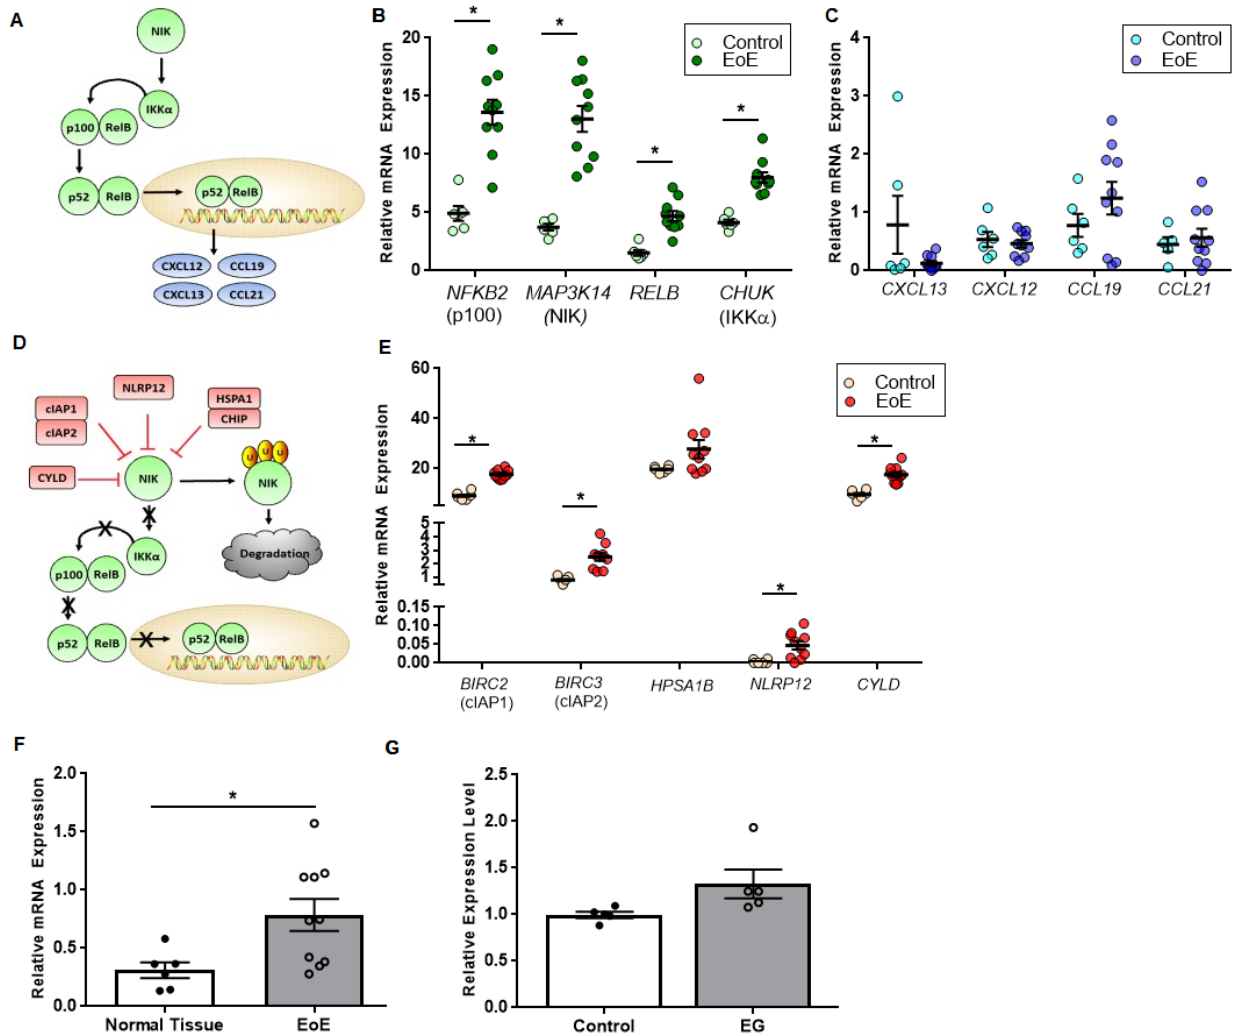 A
NIK
IKKα
p100
RelB
p52
RelB
p52
RelB
CXCL12
CCL19
CXCL13
CCL21
B
Relative mRNA Expression
20
15
10
5
0
*
*
*
*
Control
EoE
NFKB2
(p100)
MAP3K14
(NIK)
RELB
CHUK
(IKKα)
C
Relative mRNA Expression
4
3
2
1
0
Control
EoE
CXCL13
CXCL12
CCL19
CCL21
D
NLRP12
cIAP1
cIAP2
HSPA1
CHIP
CYLD
NIK
U
U
U
NIK
X
X
IKKα
p100
RelB
Degradation
X
p52
RelB
X
p52
RelB
E
Relative mRNA Expression
60
40
20
5
4
3
2
1
0.15
0.10
0.05
0.00
*
*
*
*
Control
EoE
BIRC2
(cIAP1)
BIRC3
(cIAP2)
HPSA1B
NLRP12
CYLD
F
Relative mRNA Expression
2.0
1.5
1.0
0.5
0.0
*
Normal Tissue
EoE
G
Relative Expression Level
2.5
2.0
1.5
1.0
0.5
0.0
Control
EG